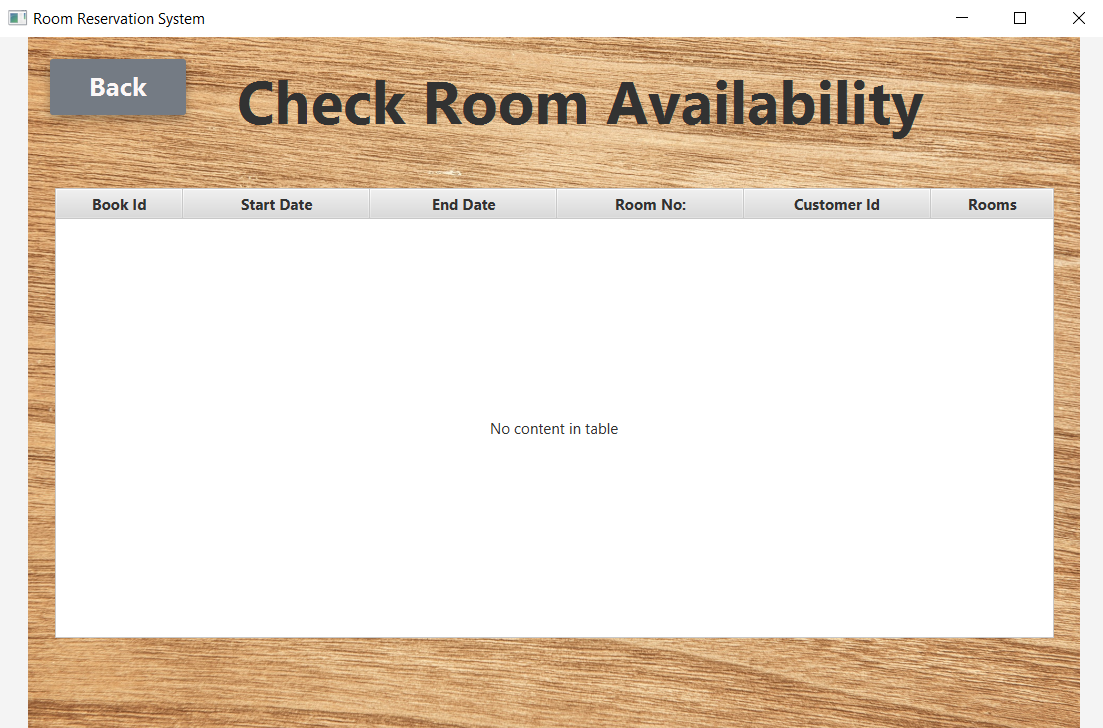 Room Reservation System
Back
Check Room Availability
Book Id Start Date End Date Room No: Customer Id Rooms
No content in table